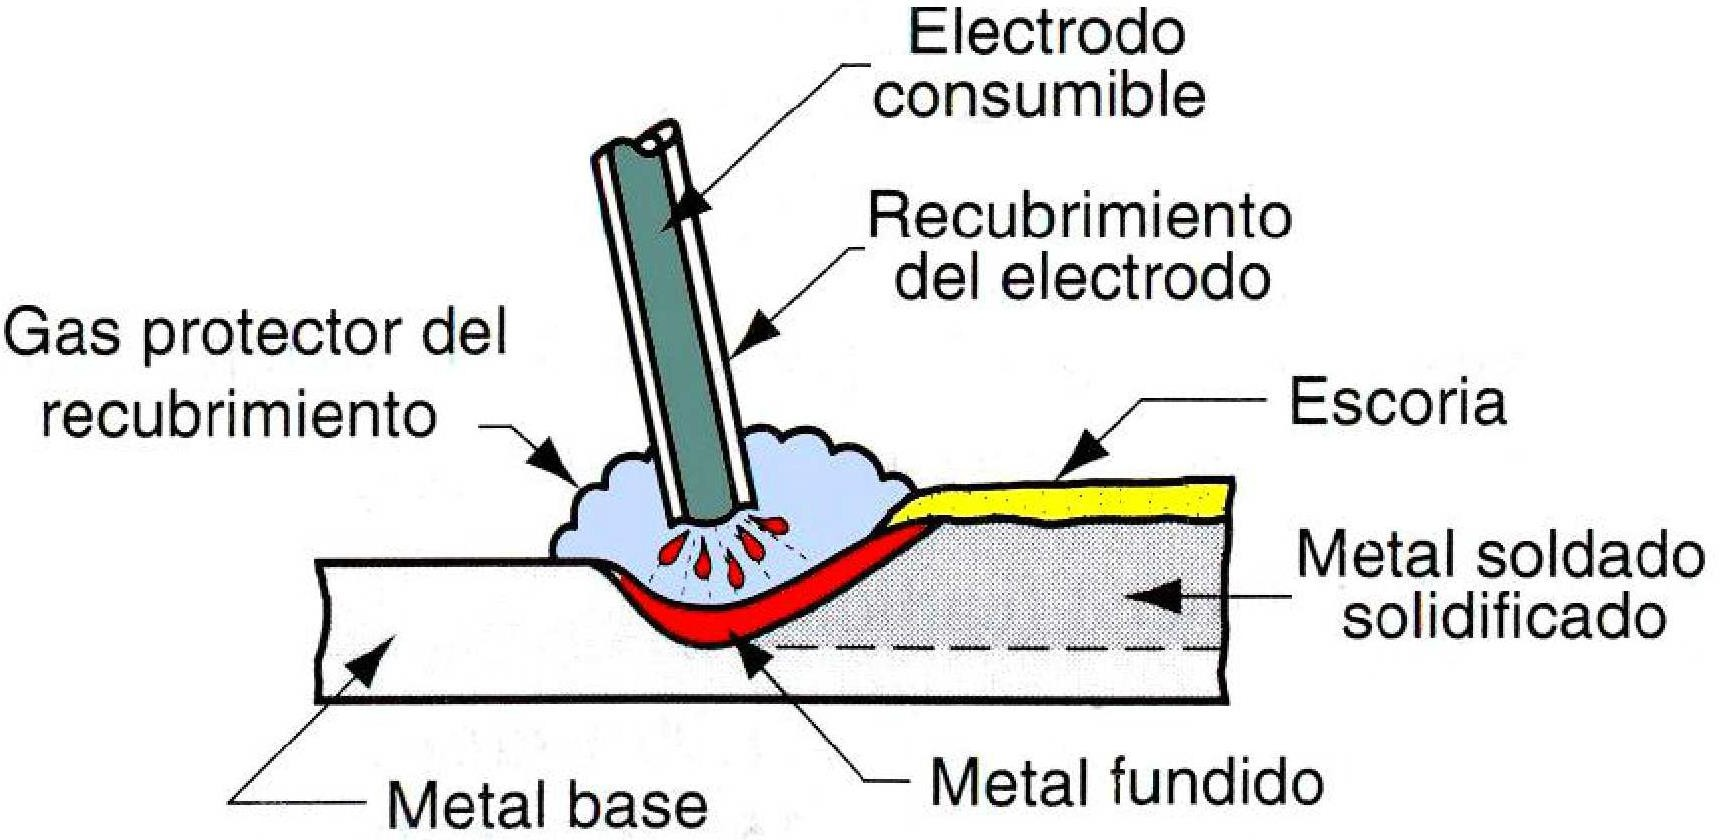 Electrodo
consumible
Recubrimiento
del electrodo
Gas protector del
recubrimiento
Escoria
Metal soldado
solidificado
Metal fundido
Metal base